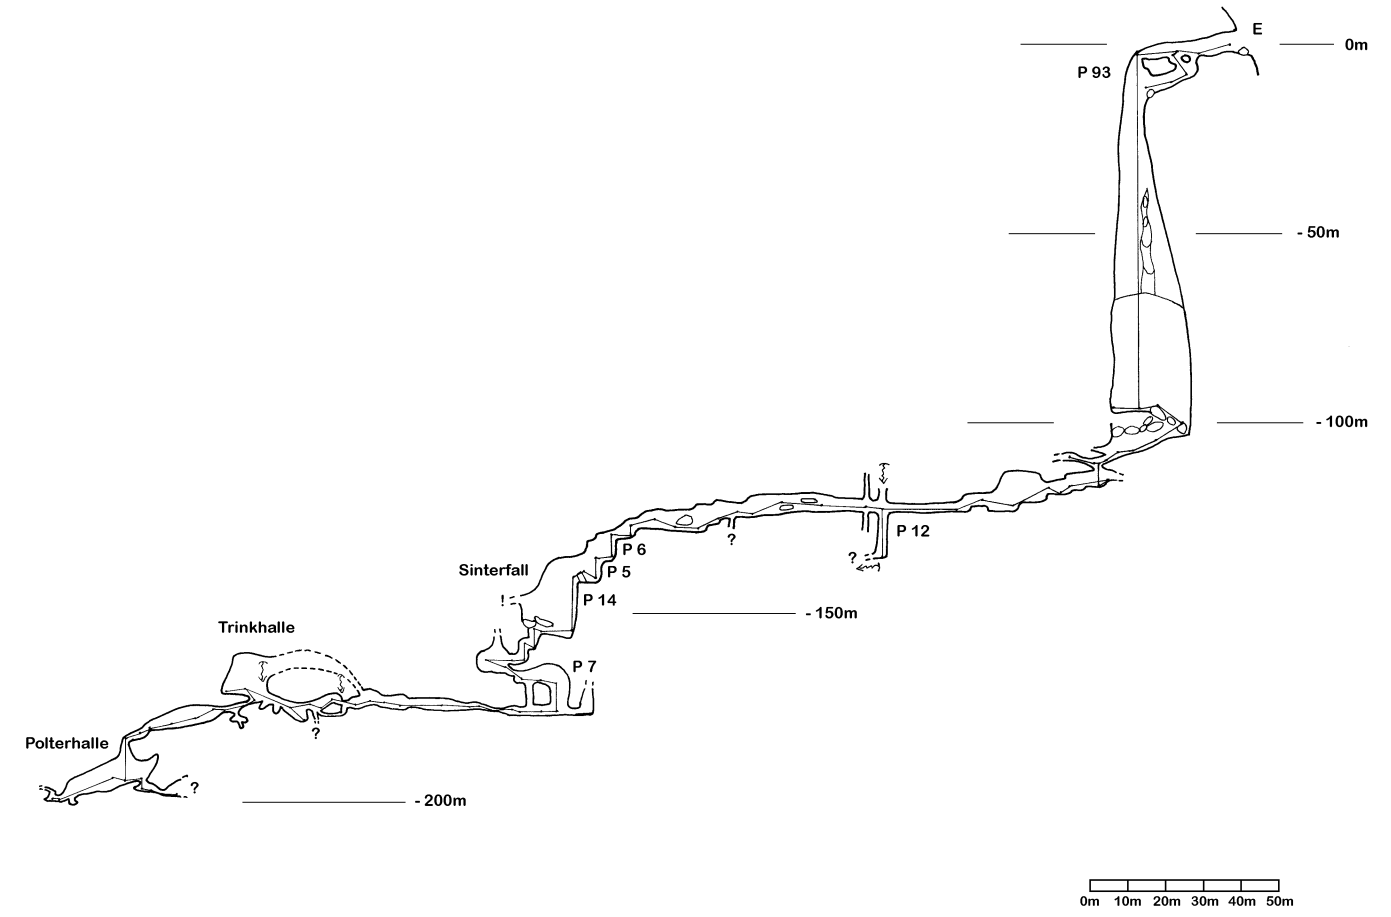 E
0m
P 93
- 50m
- 100m
P 12
?
?
P 6
Sinterfall
P 5
!
P 14
- 150m
Trinkhalle
!!
P 7
?
Polterhalle
?
- 200m
0m 10m 20m 30m 40m 50m